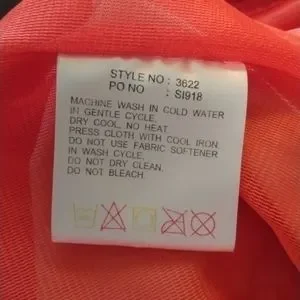 STYLE NO : 3622
PO NO : SI918
MACHINE WASH IN COLD WATER
IN GENTLE CYCLE.
DRY COOL, NO HEAT
PRESS CLOTH WITH COOL IRON.
DO NOT USE FABRIC SOFTENER
IN WASH CYCLE.
DO NOT DRY CLEAN.
DO NOT BLEACH.